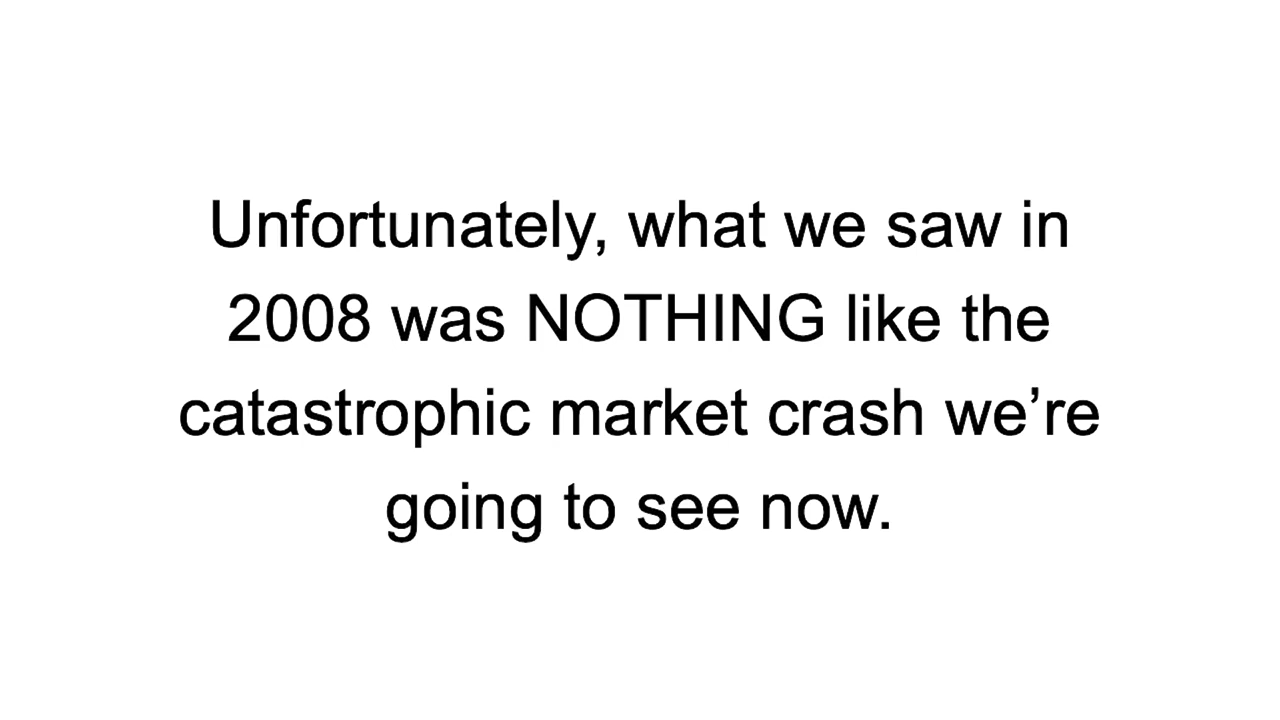 Unfortunately, what we saw in
2008 was NOTHING like the
catastrophic market crash we’re
going to see now.